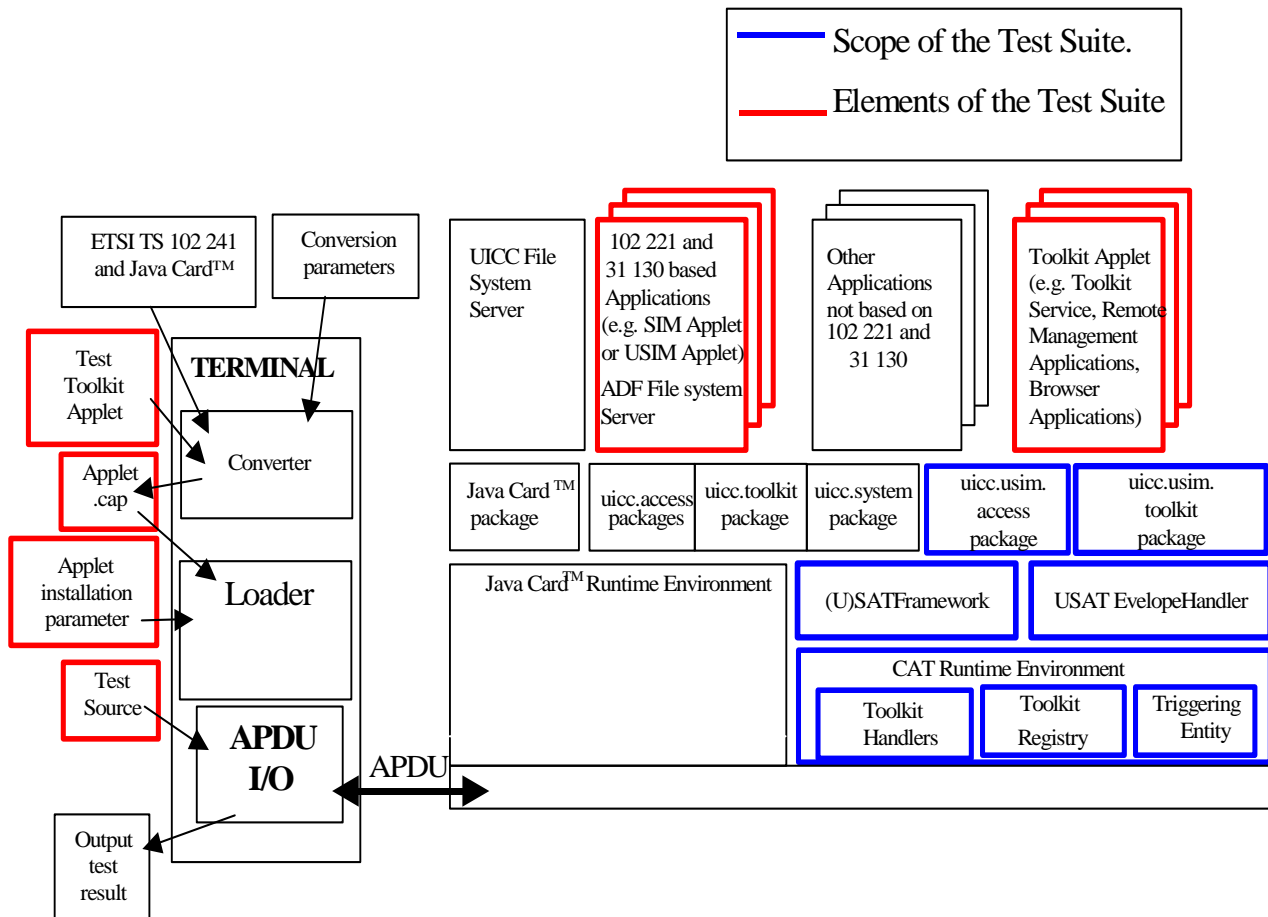 Scope of the Test Suite.
Elements of the Test Suite
ETSI TS 102 241
and Java Card™
Conversion
parameters
Test
Toolkit
Applet
Applet
.cap
Applet
installation
parameter
Test
Source
Output
test
result
TERMINAL
Converter
Loader
APDU
I/O
APDU
UICC File
System
Server
102 221 and
31 130 based
Applications
(e.g. SIM Applet
or USIM Applet)
ADF File system
Server
Other
Applications
not based on
102 221 and
31 130
Toolkit Applet
(e.g. Toolkit
Service, Remote
Management
Applications,
Browser
Applications)
Java Card ™
package
uicc.access
packages
uicc.toolkit
package
uicc.system
package
uicc.usim.
access
package
uicc.usim.
toolkit
package
Java Card™ Runtime Environment
(U)SATFramework
USAT EvelopeHandler
CAT Runtime Environment
Toolkit
Handlers
Toolkit
Registry
Triggering
Entity